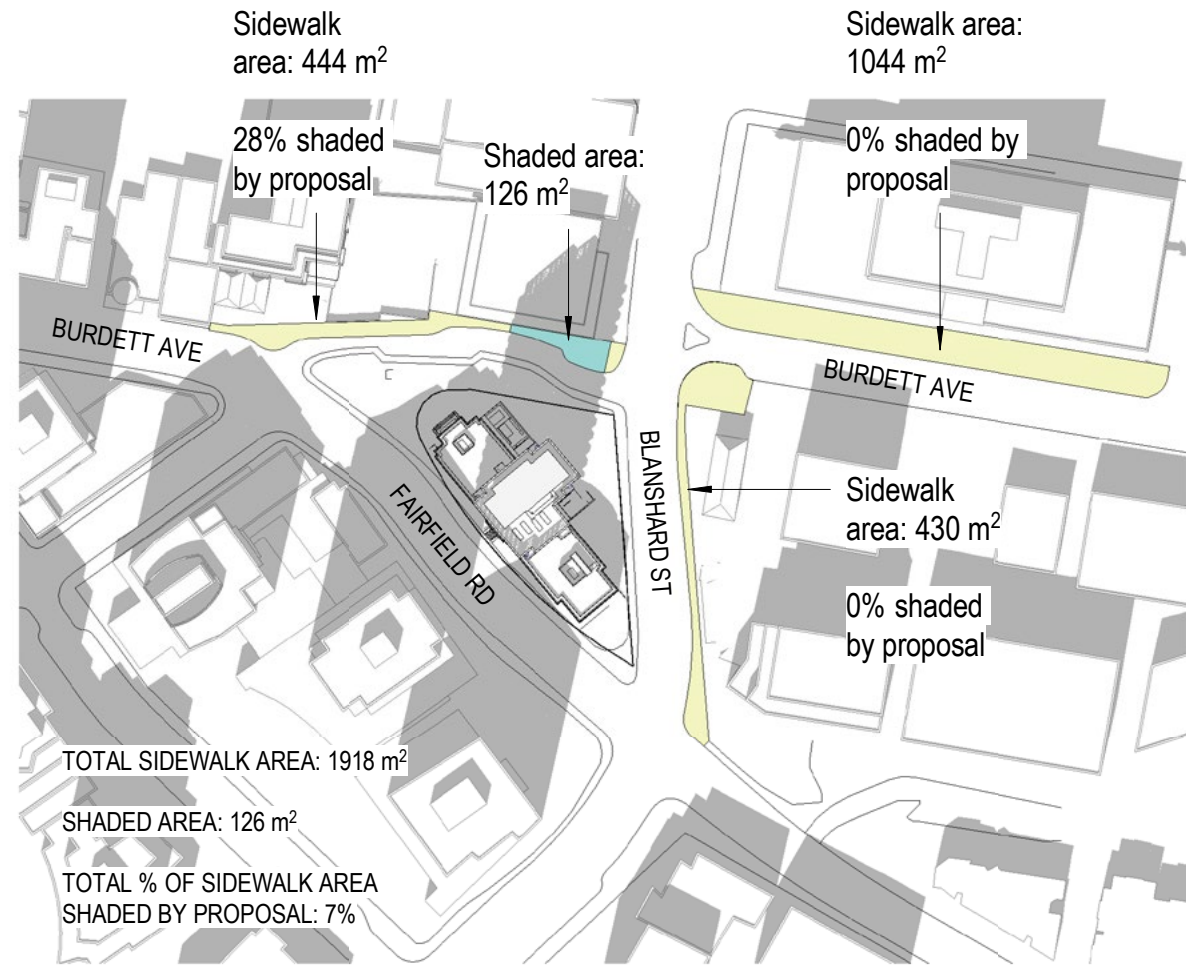 Sidewalk
area: 444 m²
Sidewalk area:
1044 m²
28% shaded
by proposal
Shaded area:
126 m²
0% shaded by
proposal
BURDETT AVE
BURDETT AVE
FAIRFIELD RD
BLANSHARD ST
Sidewalk
area: 430 m²
0% shaded
by proposal
TOTAL SIDEWALK AREA: 1918 m²
SHADED AREA: 126 m²
TOTAL % OF SIDEWALK AREA
SHADED BY PROPOSAL: 7%